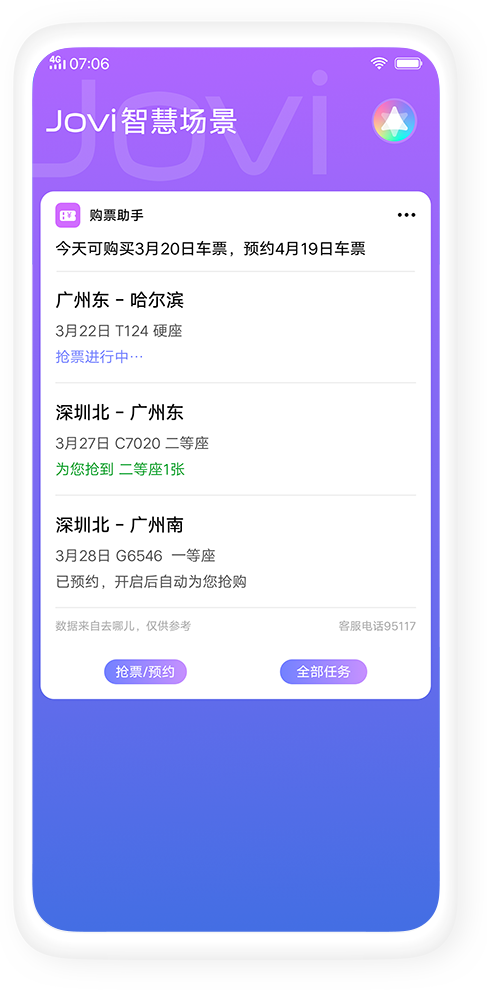 4G 07:06
Jovi
Jovi智慧场景
购票助手
今天可购买3月20日车票，预约4月19日车票
广州东 - 哈尔滨
3月22日 T124 硬座
抢票进行中···
深圳北 - 广州东
3月27日 C7020 二等座
为您抢到 二等座1张
深圳北 - 广州南
3月28日 G6546 一等座
已预约，开启后自动为您抢购
数据来自去哪儿，仅供参考 客服电话95117
抢票/预约 全部任务